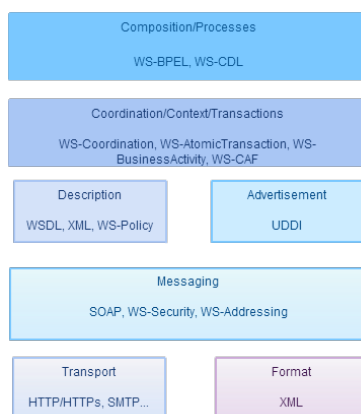 Composition/Processes
WS-BPEL, WS-CDL
Coordination/Context/Transactions
WS-Coordination, WS-AtomicTransaction, WS-
BusinessActivity, WS-CAF
Description
WSDL, XML, WS-Policy
Advertisement
UDDI
Messaging
SOAP, WS-Security, WS-Addressing
Transport
HTTP/HTTPs, SMTP...
Format
XML